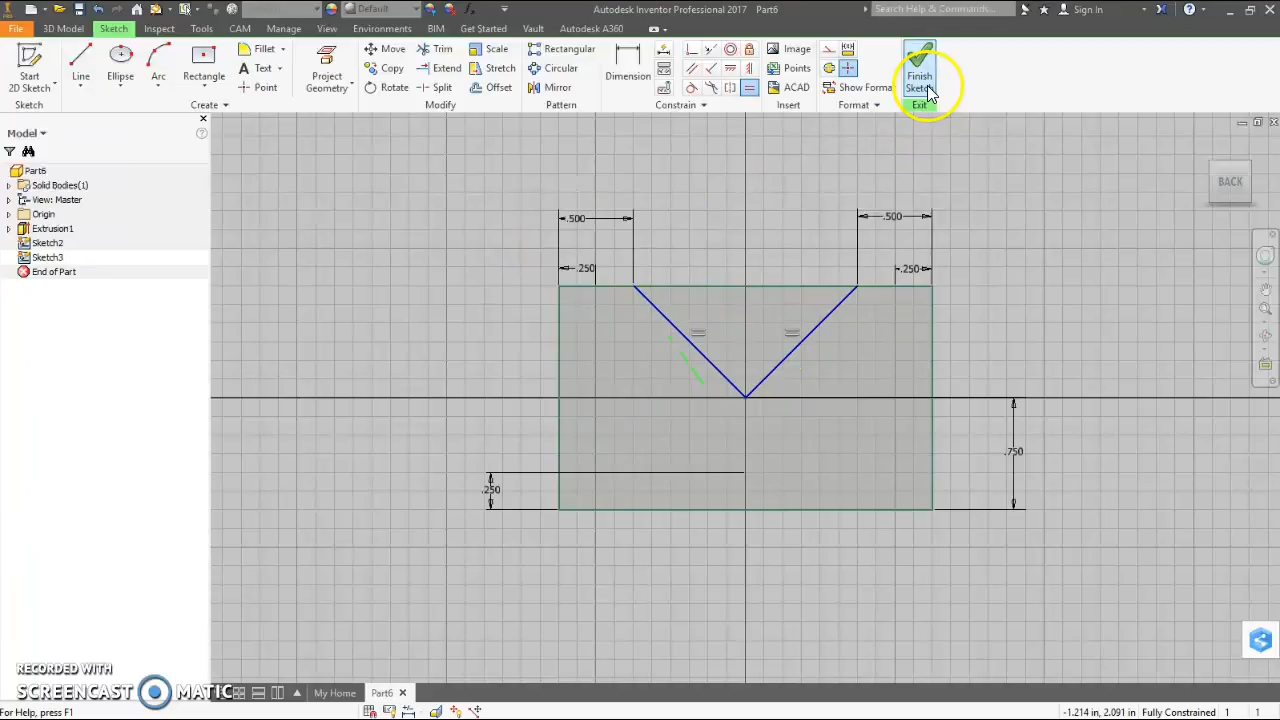 Default
Autodesk Inventor Professional 2017 Part6
Search Help & Commands...
Sign In
File 3D Model Sketch Inspect Tools CAM Manage View Environments BIM Get Started Vault Autodesk A360
Start 2D Sketch
Line
Ellipse
Arc
Rectangle
Fillet
Text
Point
Project Geometry
Move Trim Scale
Copy Extend Stretch
Rotate Split Offset
Rectangular
Circular
Mirror
Dimension
Image
Points
ACAD
Show Forma
Finish Sketch
Sketch Create Modify Pattern Constrain Insert Format Exit
Model
Part6
Solid Bodies(1)
View: Master
Origin
Extrusion1
Sketch2
Sketch3
End of Part
BACK
.500 .500
.250 .250
.750
.250
RECORDED WITH
SCREENCAST MATIC
My Home Part6
For Help, press F1
-1.214 in, 2.091 in Fully Constrained 1 1